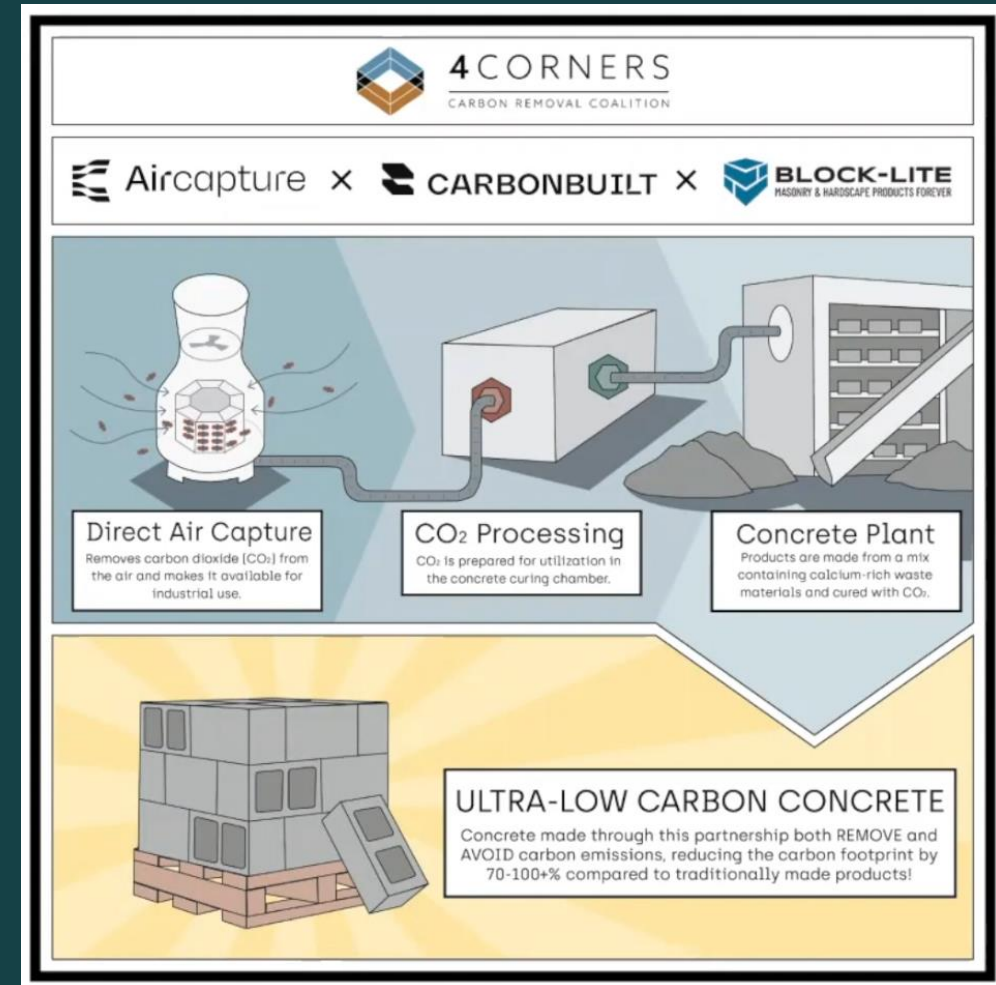 4CORNERS
CARBON REMOVAL COALITION
Aircapture × CARBONBUILT × BLOCK-LITE
MASONRY & HARDSCAPE PRODUCTS FOREVER
Direct Air Capture
Removes carbon dioxide [CO₂] from
the air and makes it available for
industrial use.
CO₂ Processing
CO₂ is prepared for utilization in
the concrete curing chamber.
Concrete Plant
Products are made from a mix
containing calcium-rich waste
materials and cured with CO₂.
ULTRA-LOW CARBON CONCRETE
Concrete made through this partnership both REMOVE and
AVOID carbon emissions, reducing the carbon footprint by
70-100+% compared to traditionally made products!